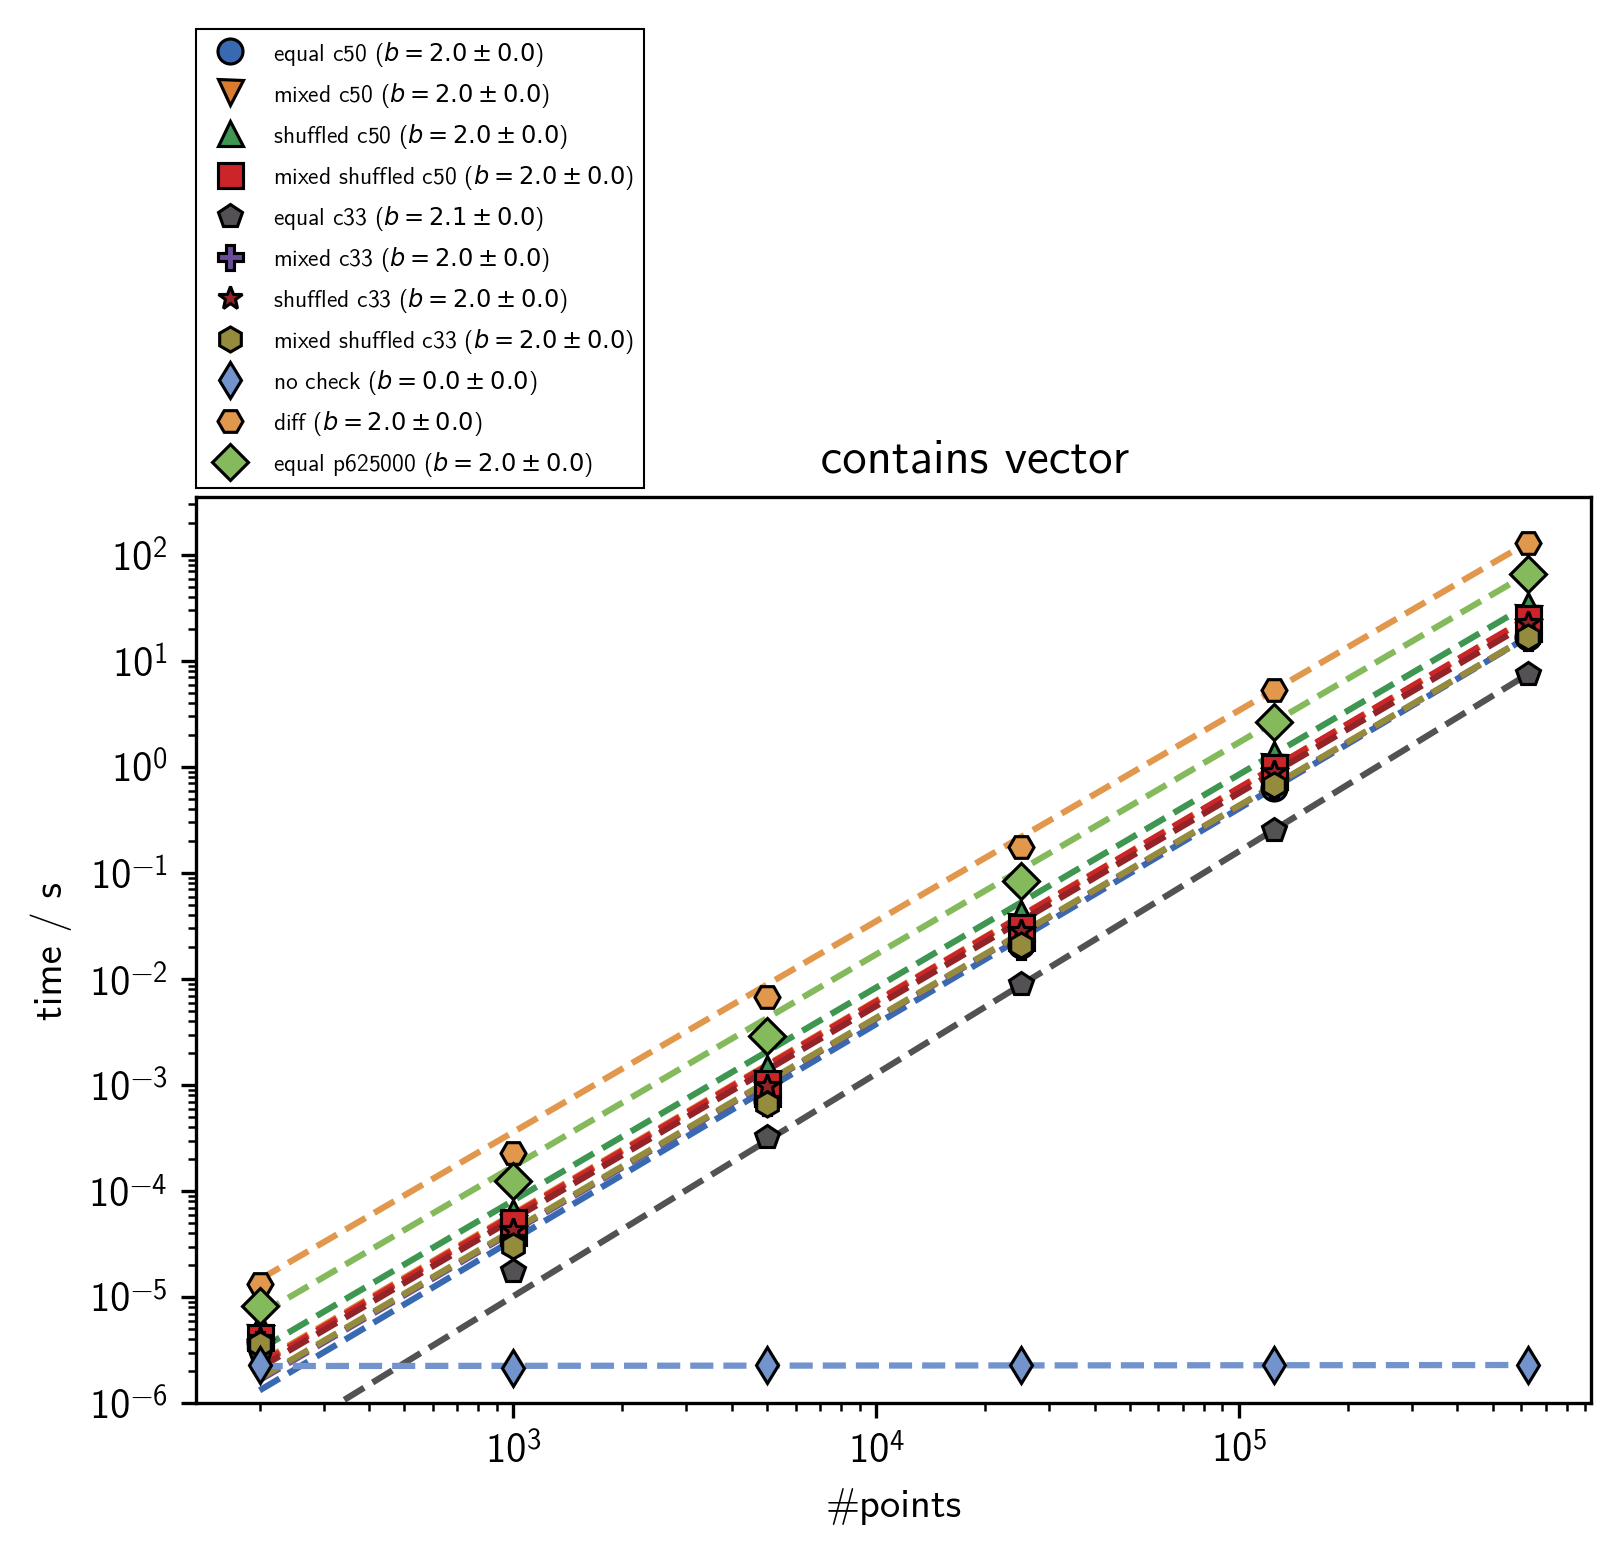 equal c50 (b = 2.0 ± 0.0)
mixed c50 (b = 2.0 ± 0.0)
shuffled c50 (b = 2.0 ± 0.0)
mixed shuffled c50 (b = 2.0 ± 0.0)
equal c33 (b = 2.1 ± 0.0)
mixed c33 (b = 2.0 ± 0.0)
shuffled c33 (b = 2.0 ± 0.0)
mixed shuffled c33 (b = 2.0 ± 0.0)
no check (b = 0.0 ± 0.0)
diff (b = 2.0 ± 0.0)
equal p625000 (b = 2.0 ± 0.0)
contains vector
10²
10¹
10⁰
10⁻¹
10⁻²
10⁻³
10⁻⁴
10⁻⁵
10⁻⁶
time / s
10³ 10⁴ 10⁵
#points